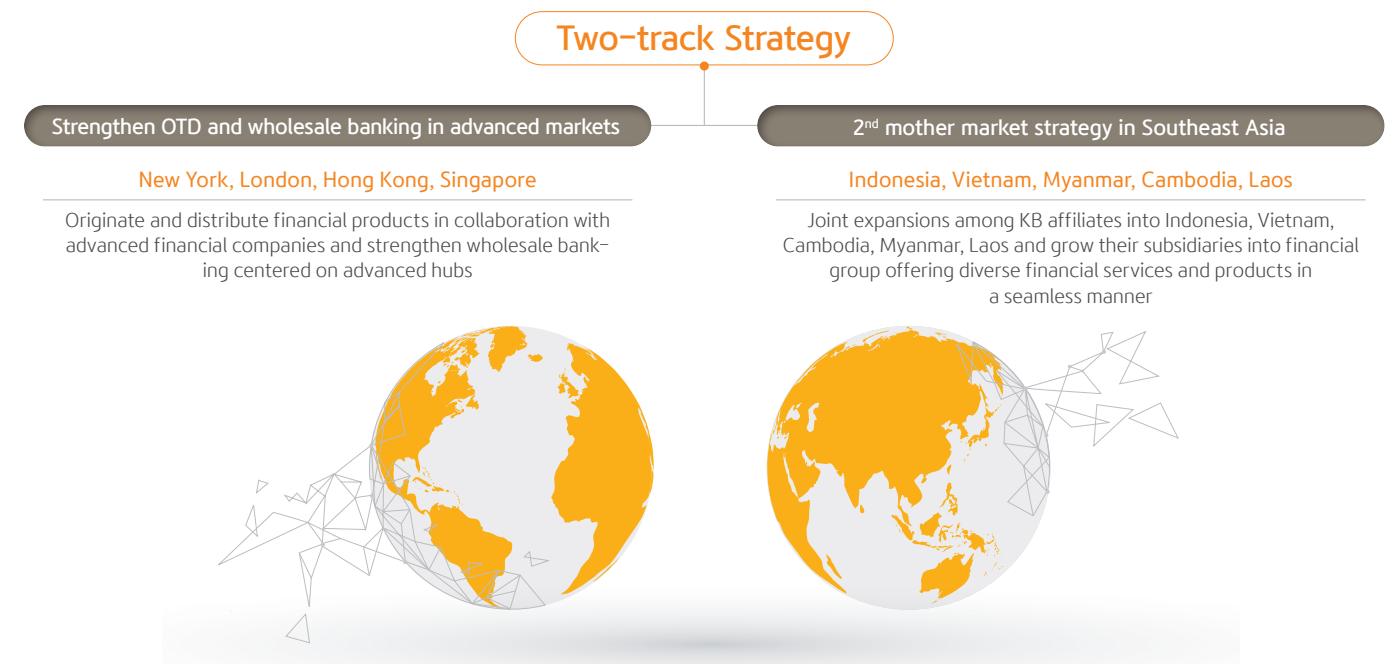 Two-track Strategy
Strengthen OTD and wholesale banking in advanced markets
New York, London, Hong Kong, Singapore
Originate and distribute financial products in collaboration with
advanced financial companies and strengthen wholesale bank-
ing centered on advanced hubs
2nd mother market strategy in Southeast Asia
Indonesia, Vietnam, Myanmar, Cambodia, Laos
Joint expansions among KB affiliates into Indonesia, Vietnam,
Cambodia, Myanmar, Laos and grow their subsidiaries into financial
group offering diverse financial services and products in
a seamless manner